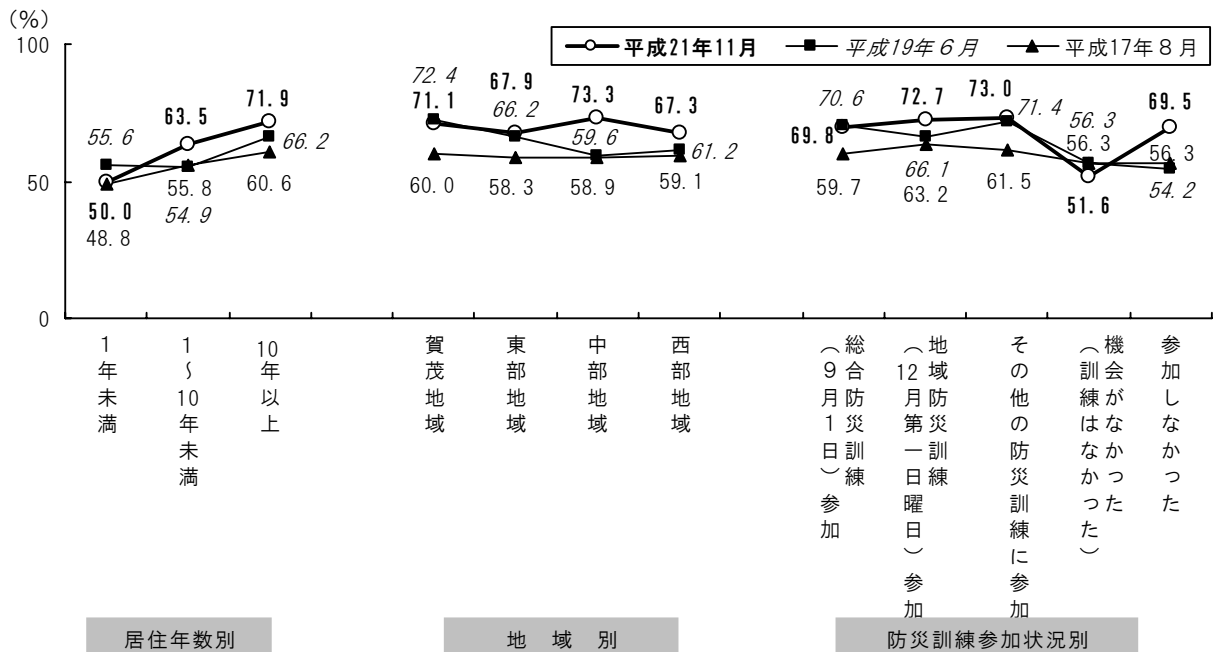 (%)
100
50
0
平成21年11月 平成19年6月 平成17年8月
55.6
63.5
71.9
66.2
50.0
48.8
55.8
54.9
60.6
72.4
71.1
67.9
66.2
73.3
59.6
67.3
61.2
60.0
58.3
58.9
59.1
70.6
69.8
72.7
73.0
71.4
56.3
56.3
69.5
56.3
59.7
66.1
63.2
61.5
51.6
54.2
1年未満
1～10年未満
10年以上
賀茂地域
東部地域
中部地域
西部地域
総合防災訓練
(9月1日)参加
地域防災訓練
(12月第一日曜日)参加
その他の防災訓練に参加
機会がなかった
(訓練はなかった)
参加しなかった
居住年数別
地 域 別
防災訓練参加状況別